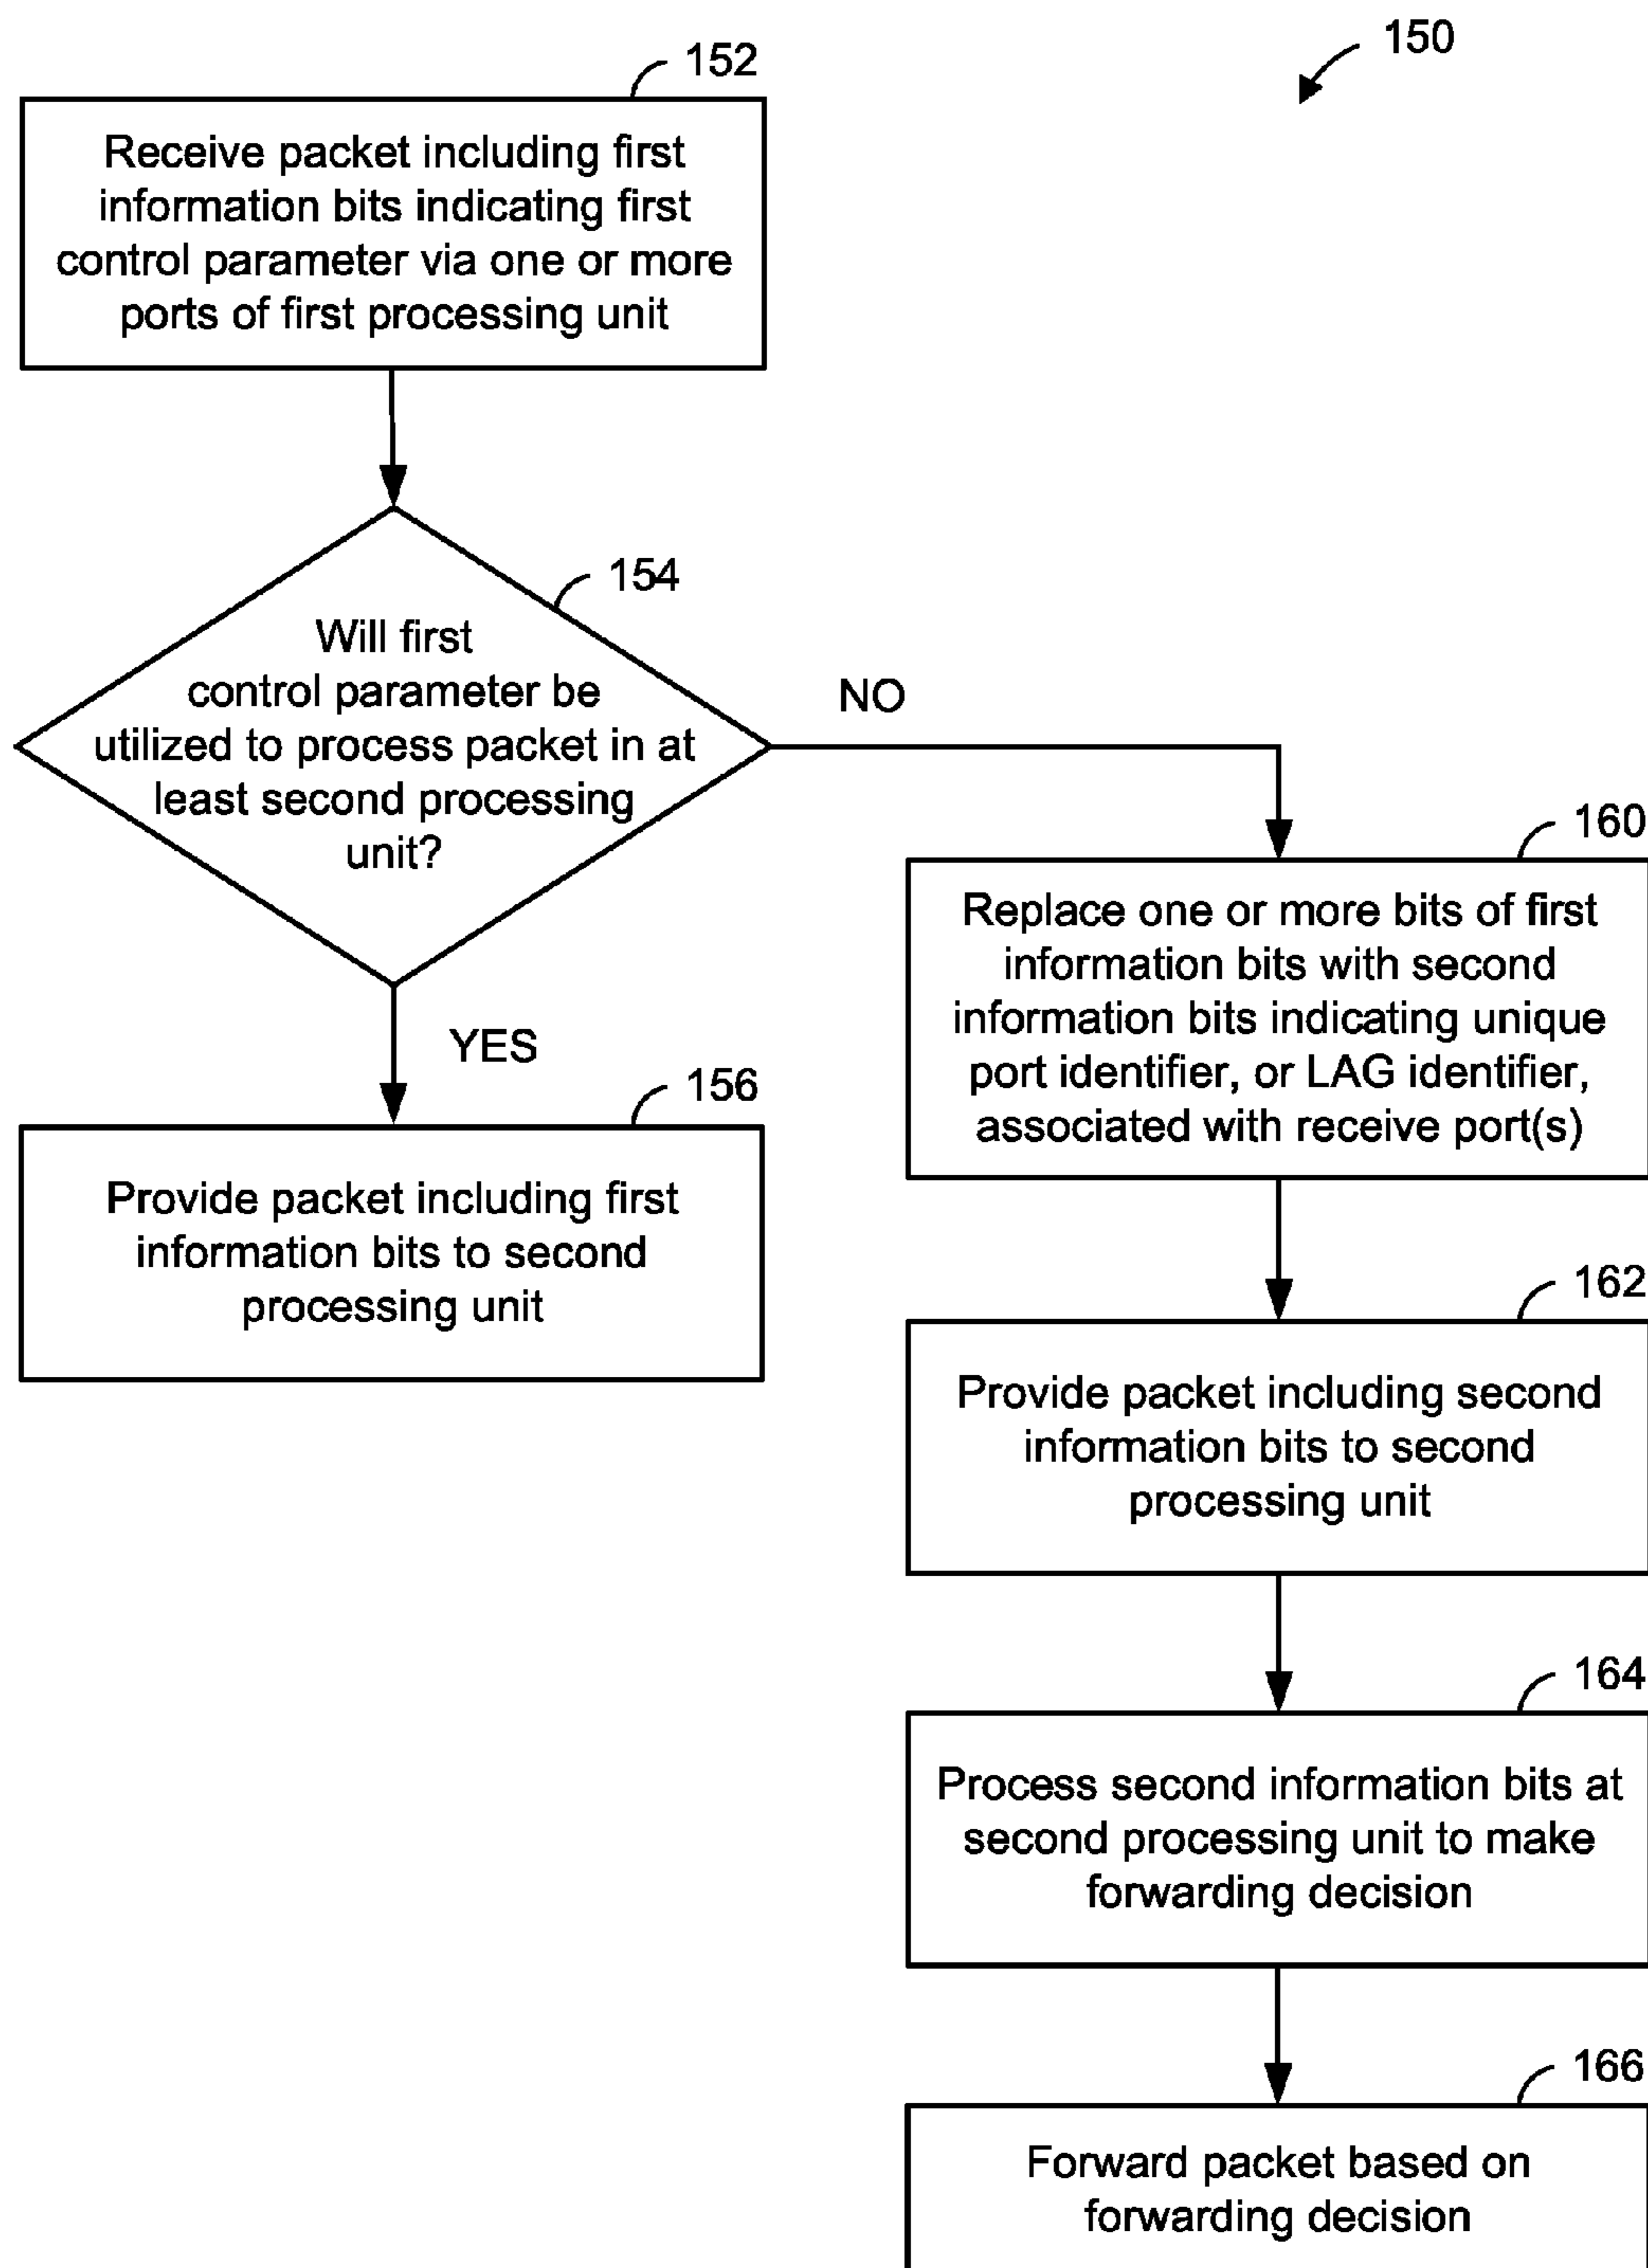 150
152
Receive packet including first
information bits indicating first
control parameter via one or more
ports of first processing unit
154
Will first
control parameter be
utilized to process packet in at
least second processing
unit?
NO
YES
156
Provide packet including first
information bits to second
processing unit
160
Replace one or more bits of first
information bits with second
information bits indicating unique
port identifier, or LAG identifier,
associated with receive port(s)
162
Provide packet including second
information bits to second
processing unit
164
Process second information bits at
second processing unit to make
forwarding decision
166
Forward packet based on
forwarding decision